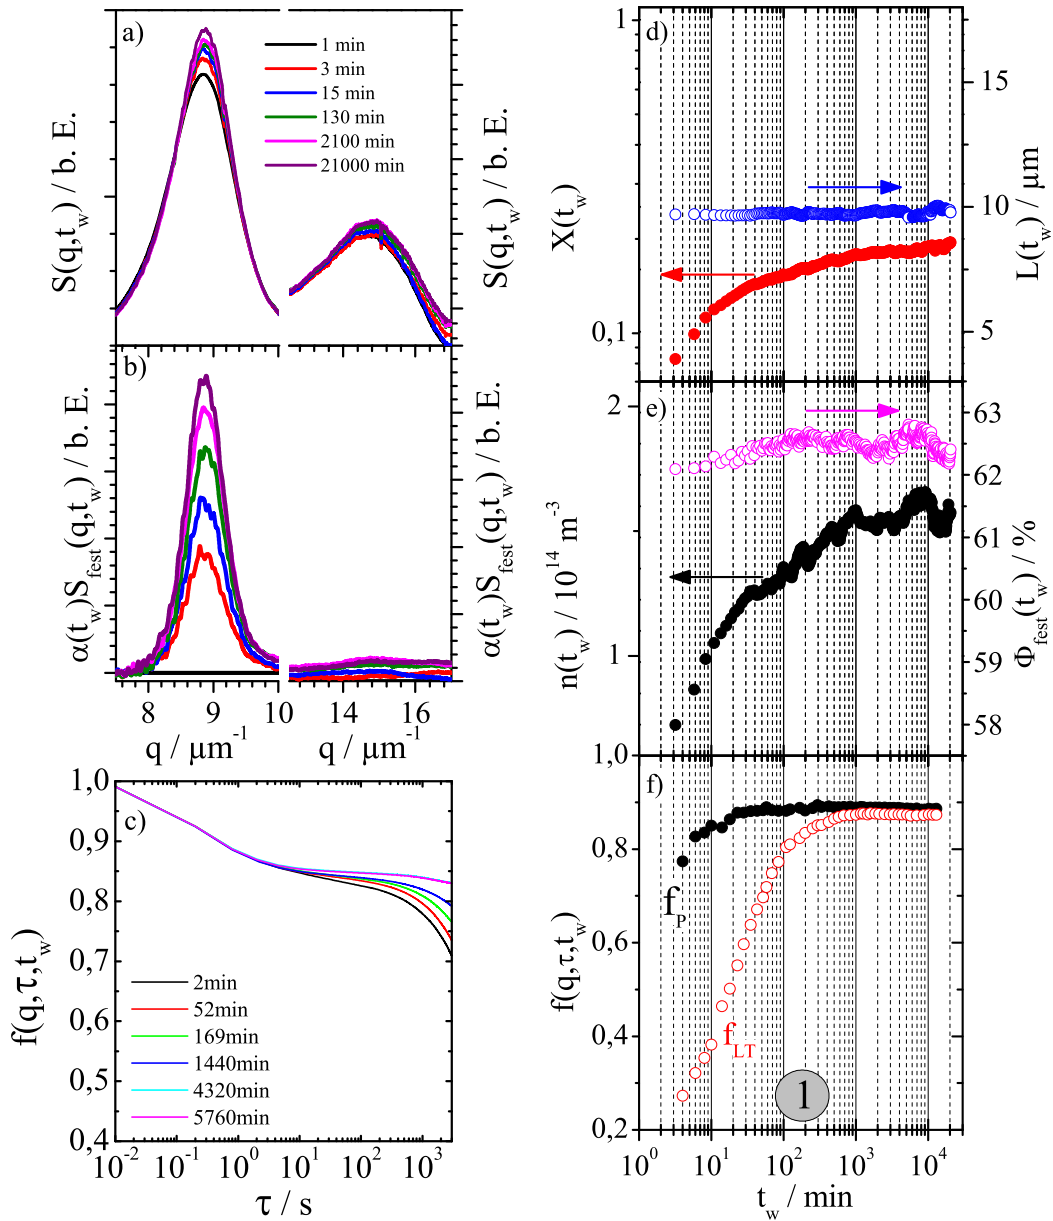 a)
1 min
3 min
15 min
130 min
2100 min
21000 min
S(q,t_w) / b. E.
S(q,t_w) / b. E.
b)
α(t_w)S_fest(q,t_w) / b. E.
α(t_w)S_fest(q,t_w) / b. E.
8 9 10 14 16
q / μm^-1 q / μm^-1
c)
1,0
0,9
0,8
0,7
0,5
0,4
f(q,τ,t_w)
2min
52min
169min
1440min
4320min
5760min
10^-2 10^-1 10^0 10^1 10^2 10^3
τ / s
d)
1
0,1
X(t_w)
15
10
5
L(t_w) / μm
e)
2
1
n(t_w) / 10^14 m^-3
63
62
61
60
59
58
Φ_fest(t_w) / %
f)
1,0
0,8
0,6
0,4
0,2
f(q,τ,t_w)
f_P
f_LT
1
10^0 10^1 10^2 10^3 10^4
t_w / min